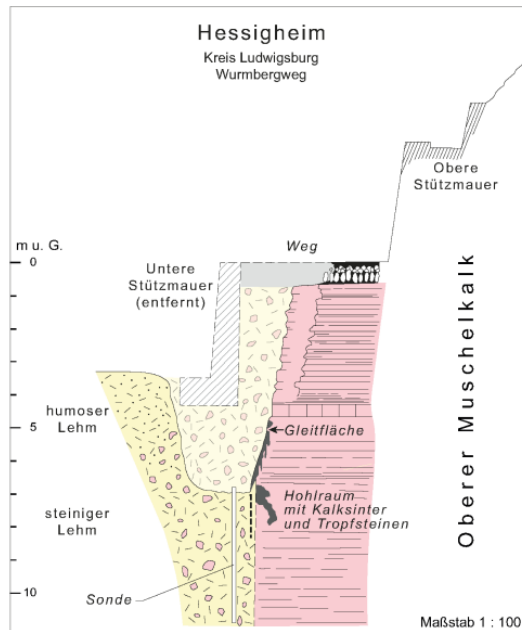 Hessigheim
Kreis Ludwigsburg
Wurmbergweg
Obere
Stützmauer
m u. G.
Weg
0
Untere
Stützmauer
(entfernt)
humoser
Lehm
5
Gleitfläche
Hohlraum
mit Kalksinter
und Tropfsteinen
steiniger
Lehm
10
Sonde
Oberer Muschelkalk
Maßstab 1 : 100